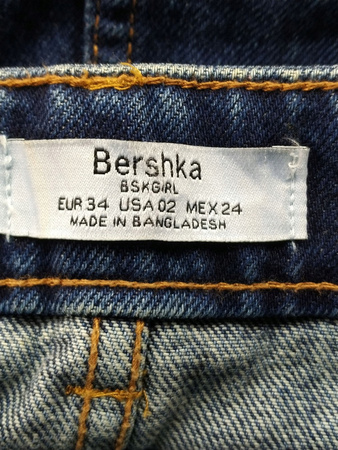 Bershka
BSKGIRL
EUR 34 USA 02 MEX 24
MADE IN BANGLADESH